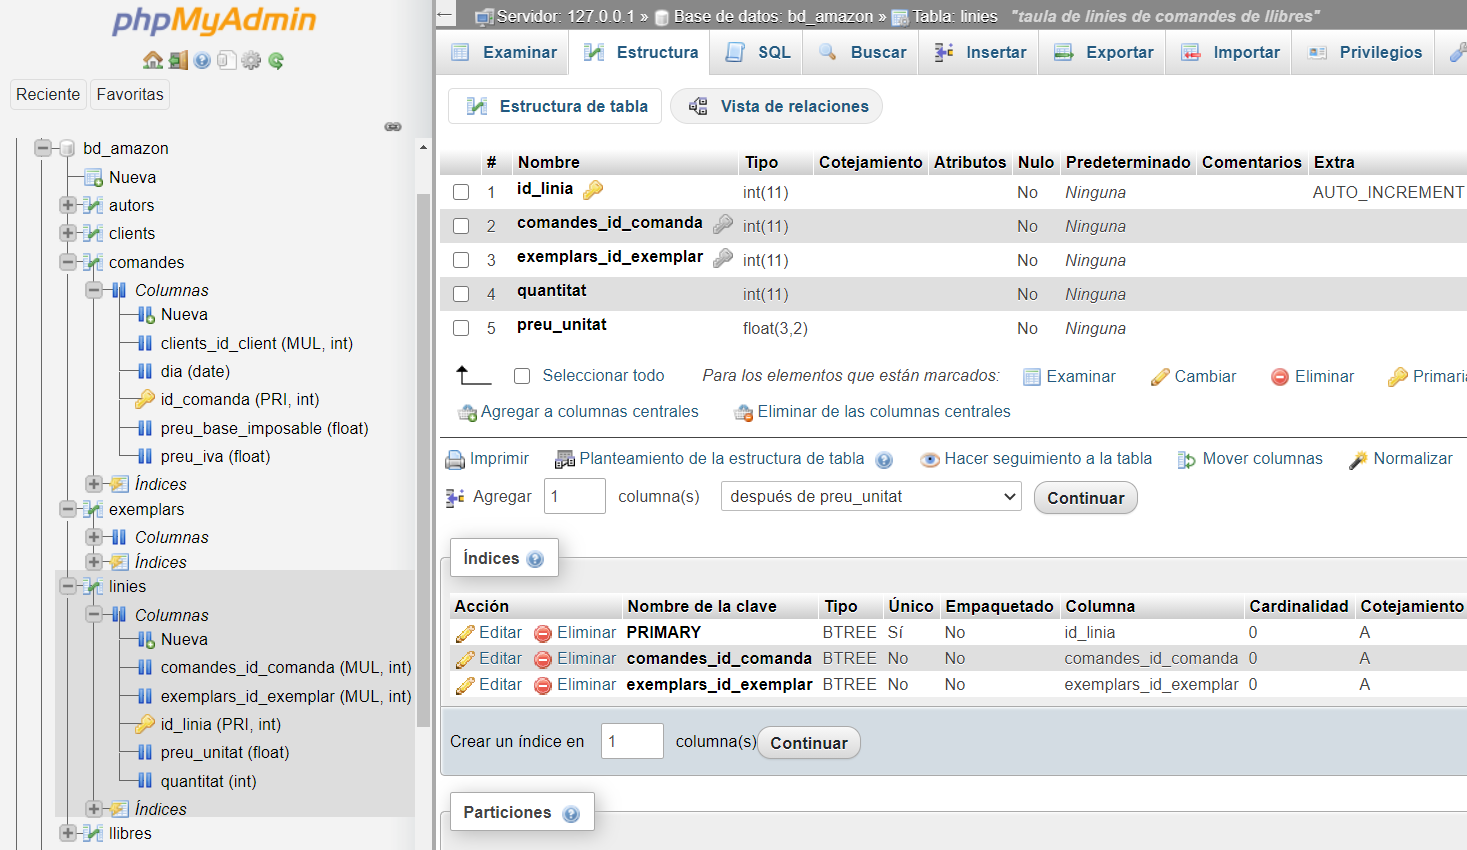 phpMyAdmin
Reciente Favoritas
bd_amazon
Nueva
autors
clients
comandes
Columnas
Nueva
clients_id_client (MUL, int)
dia (date)
id_comanda (PRI, int)
preu_base_imposable (float)
preu_iva (float)
Índices
exemplars
Columnas
Índices
linies
Columnas
Nueva
comandes_id_comanda (MUL, int)
exemplars_id_exemplar (MUL, int)
id_linia (PRI, int)
preu_unitat (float)
quantitat (int)
Índices
llibres
Servidor: 127.0.0.1 » Base de datos: bd_amazon » Tabla: linies "taula de linies de comandes de llibres"
Examinar Estructura SQL Buscar Insertar Exportar Importar Privilegios
Estructura de tabla Vista de relaciones
# Nombre Tipo Cotejamiento Atributos Nulo Predeterminado Comentarios Extra
1 id_linia int(11) No Ninguna AUTO_INCREMENT
2 comandes_id_comanda int(11) No Ninguna
3 exemplars_id_exemplar int(11) No Ninguna
4 quantitat int(11) No Ninguna
5 preu_unitat float(3,2) No Ninguna
Seleccionar todo Para los elementos que están marcados: Examinar Cambiar Eliminar Primaria
Agregar a columnas centrales Eliminar de las columnas centrales
Imprimir Planteamiento de la estructura de tabla Hacer seguimiento a la tabla Mover columnas Normalizar
Agregar 1 columna(s) después de preu_unitat Continuar
Índices
Acción Nombre de la clave Tipo Único Empaquetado Columna Cardinalidad Cotejamiento
Editar Eliminar PRIMARY BTREE Sí No id_linia 0 A
Editar Eliminar comandes_id_comanda BTREE No No comandes_id_comanda 0 A
Editar Eliminar exemplars_id_exemplar BTREE No No exemplars_id_exemplar 0 A
Crear un índice en 1 columna(s) Continuar
Particiones